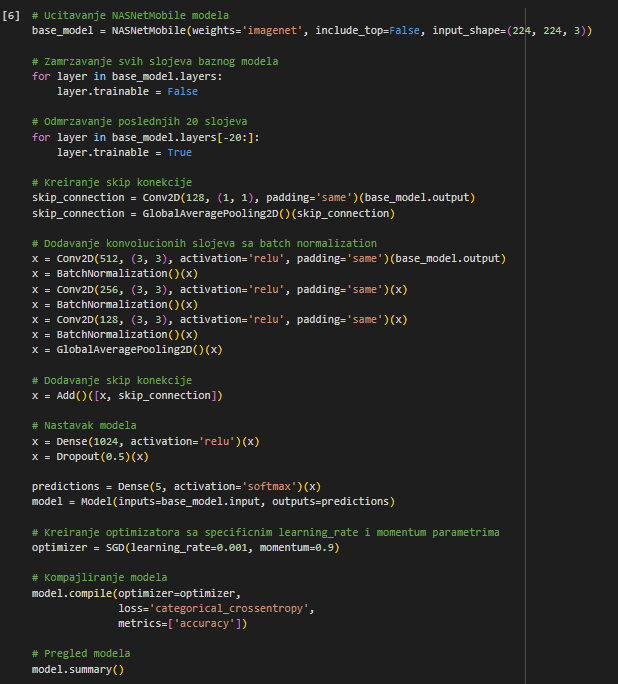 [6] # Ucitavanje NASNetMobile modela
base_model = NASNetMobile(weights='imagenet', include_top=False, input_shape=(224, 224, 3))
# Zamrzavanje svih slojeva baznog modela
for layer in base_model.layers:
    layer.trainable = False
# Odmrzavanje poslednjih 20 slojeva
for layer in base_model.layers[-20:]:
    layer.trainable = True
# Kreiranje skip konekcije
skip_connection = Conv2D(128, (1, 1), padding='same')(base_model.output)
skip_connection = GlobalAveragePooling2D()(skip_connection)
# Dodavanje konvolucionih slojeva sa batch normalization
x = Conv2D(512, (3, 3), activation='relu', padding='same')(base_model.output)
x = BatchNormalization()(x)
x = Conv2D(256, (3, 3), activation='relu', padding='same')(x)
x = BatchNormalization()(x)
x = Conv2D(128, (3, 3), activation='relu', padding='same')(x)
x = BatchNormalization()(x)
x = GlobalAveragePooling2D()(x)
# Dodavanje skip konekcije
x = Add()([x, skip_connection])
# Nastavak modela
x = Dense(1024, activation='relu')(x)
x = Dropout(0.5)(x)
predictions = Dense(5, activation='softmax')(x)
model = Model(inputs=base_model.input, outputs=predictions)
# Kreiranje optimizatora sa specificnim learning_rate i momentum parametrima
optimizer = SGD(learning_rate=0.001, momentum=0.9)
# Kompajliranje modela
model.compile(optimizer=optimizer,
              loss='categorical_crossentropy',
              metrics=['accuracy'])
# Pregled modela
model.summary()